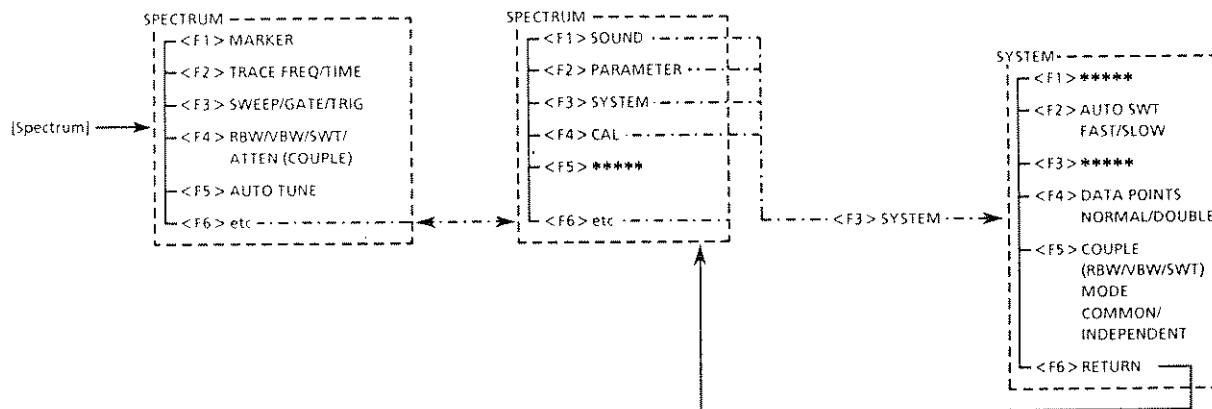 [Spectrum]
SPECTRUM
<F1> MARKER
<F2> TRACE FREQ/TIME
<F3> SWEEP/GATE/TRIG
<F4> RBW/VBW/SWT/
ATTEN (COUPLE)
<F5> AUTO TUNE
<F6> etc
SPECTRUM
<F1> SOUND
<F2> PARAMETER
<F3> SYSTEM
<F4> CAL
<F5> *****
<F6> etc
<F3> SYSTEM
SYSTEM
<F1> *****
<F2> AUTO SWT
FAST/SLOW
<F3> *****
<F4> DATA POINTS
NORMAL/DOUBLE
<F5> COUPLE
(RBW/VBW/SWT)
MODE
COMMON/
INDEPENDENT
<F6> RETURN